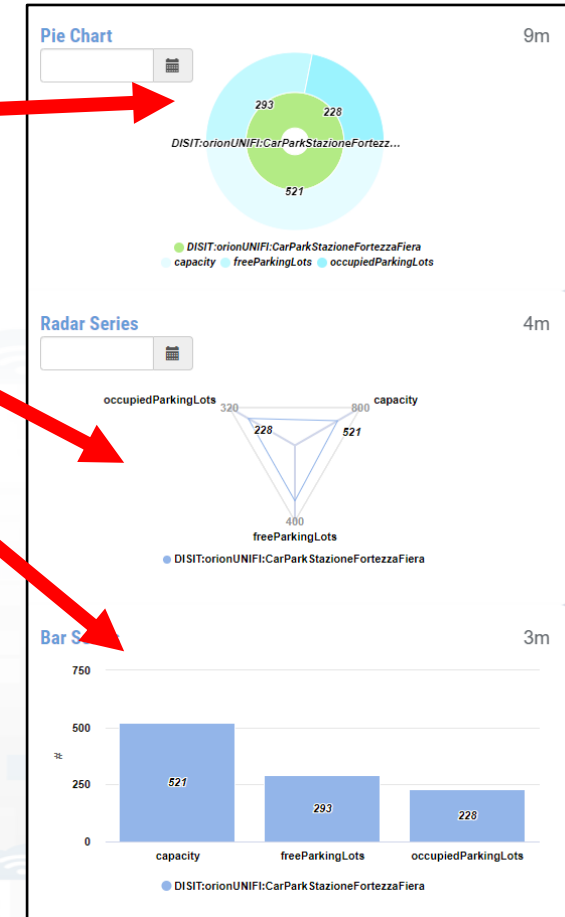 Pie Chart 9m
293 228
DISIT:orionUNIFI:CarParkStazioneFortezz...
521
DISIT:orionUNIFI:CarParkStazioneFortezzaFiera
capacity freeParkingLots occupiedParkingLots
Radar Series 4m
occupiedParkingLots 320 800 capacity
228 521
400
freeParkingLots
DISIT:orionUNIFI:CarParkStazioneFortezzaFiera
Bar 3m
750
500
#
250
0
521
293
228
capacity freeParkingLots occupiedParkingLots
DISIT:orionUNIFI:CarParkStazioneFortezzaFiera